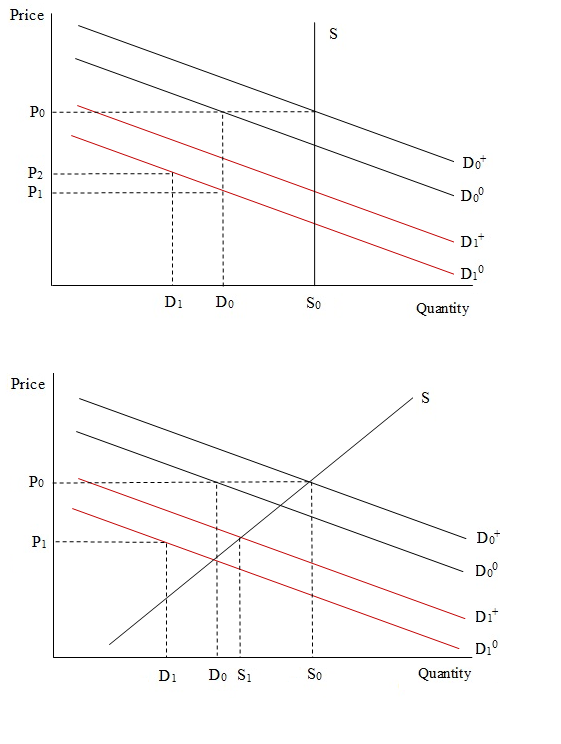 Price
S
P₀
D₀⁺
P₂
P₁
D₀⁰
D₁⁺
D₁⁰
D₁ D₀ S₀
Quantity
Price
S
P₀
D₀⁺
P₁
D₀⁰
D₁⁺
D₁⁰
D₁ D₀ S₁ S₀ Quantity